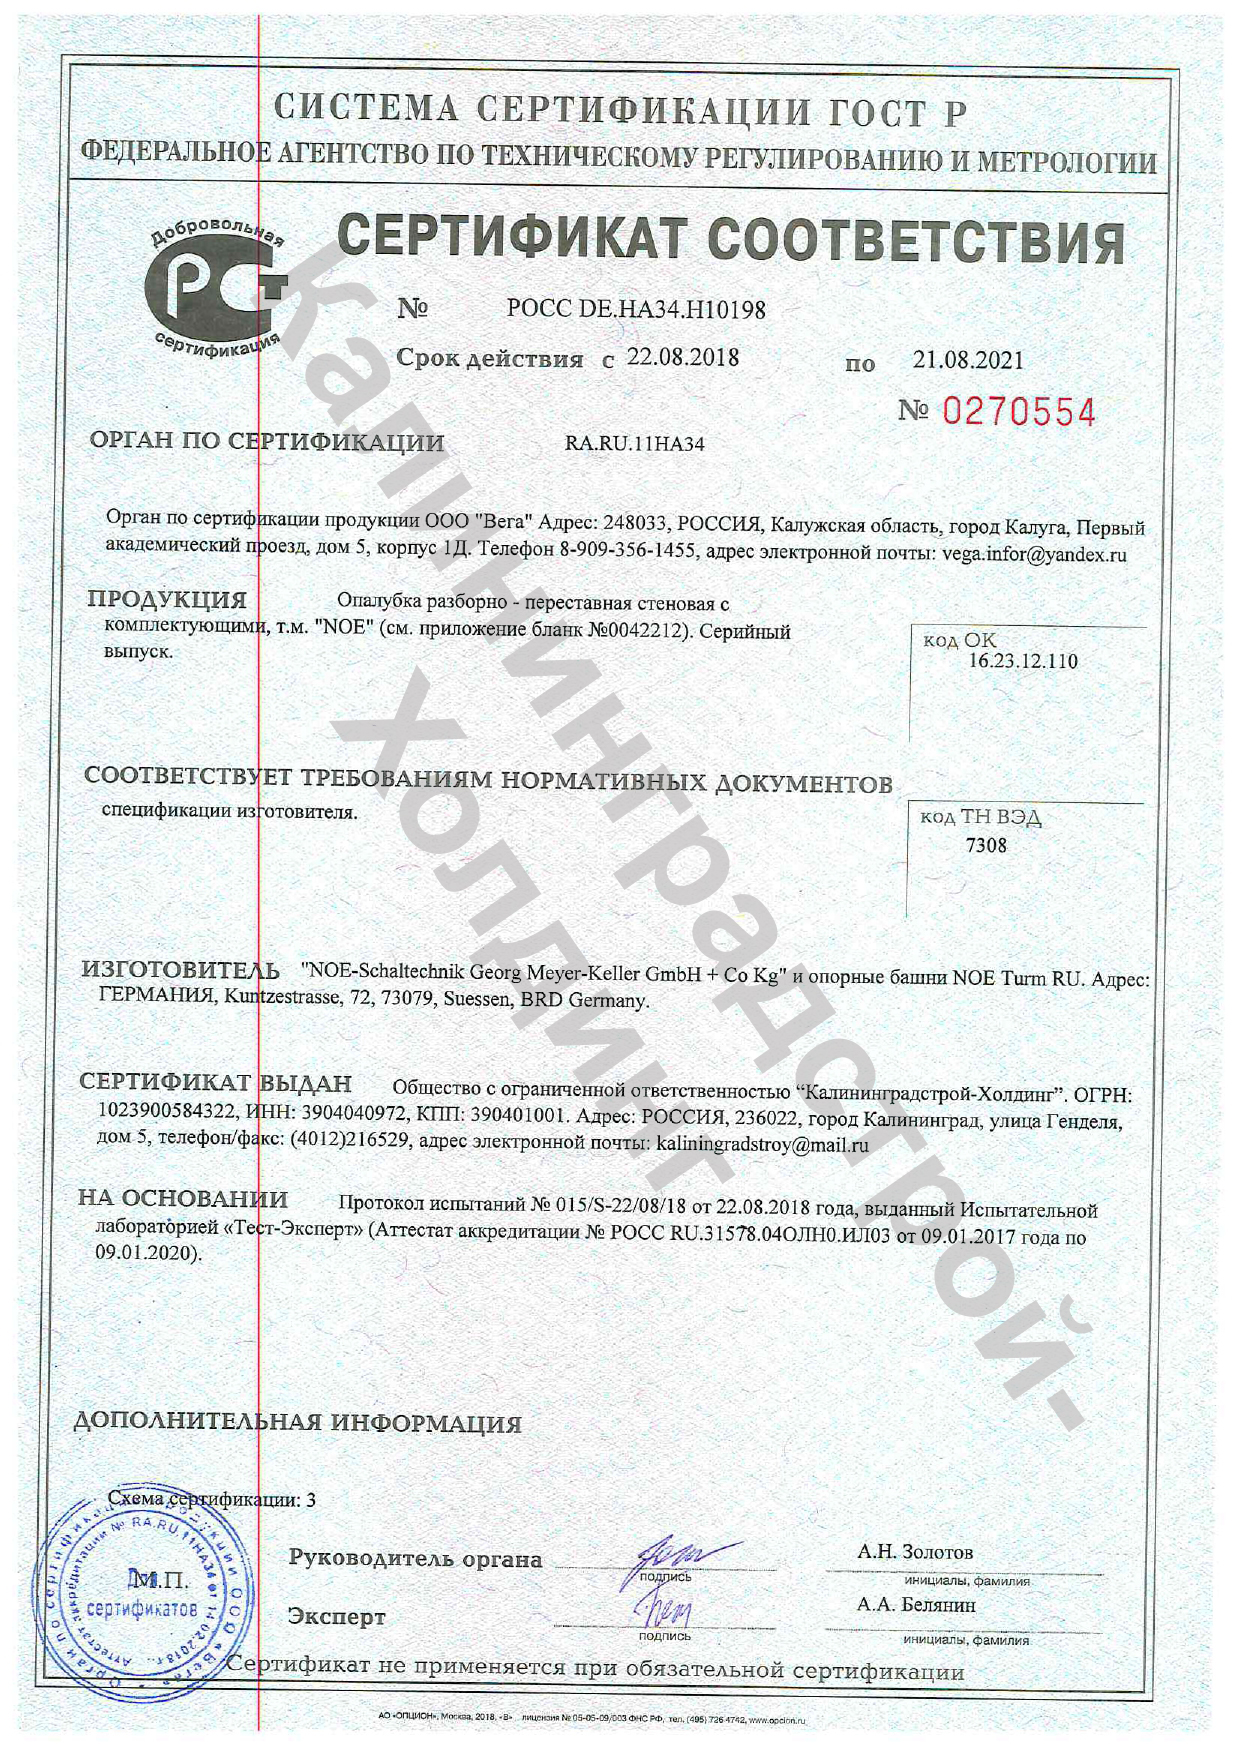 СИСТЕМА СЕРТИФИКАЦИИ ГОСТ Р
ФЕДЕРАЛЬНОЕ АГЕНТСТВО ПО ТЕХНИЧЕСКОМУ РЕГУЛИРОВАНИЮ И МЕТРОЛОГИИ
Добровольная
РСТ
сертификация
СЕРТИФИКАТ СООТВЕТСТВИЯ
№ РОСС DE.HA34.H10198
Срок действия с 22.08.2018 по 21.08.2021
№ 0270554
ОРГАН ПО СЕРТИФИКАЦИИ RA.RU.11HA34
Орган по сертификации продукции ООО "Вега" Адрес: 248033, РОССИЯ, Калужская область, город Калуга, Первый
академический проезд, дом 5, корпус 1Д. Телефон 8-909-356-1455, адрес электронной почты: vega.infor@yandex.ru
ПРОДУКЦИЯ Опалубка разборно - переставная стеновая с
комплектующими, т.м. "NOE" (см. приложение бланк №0042212). Серийный
выпуск.
код ОК
16.23.12.110
СООТВЕТСТВУЕТ ТРЕБОВАНИЯМ НОРМАТИВНЫХ ДОКУМЕНТОВ
спецификации изготовителя.
код ТН ВЭД
7308
ИЗГОТОВИТЕЛЬ "NOE-Schaltechnik Georg Meyer-Keller GmbH + Co Kg" и опорные башни NOE Turm RU. Адрес:
ГЕРМАНИЯ, Kuntzestrasse, 72, 73079, Suessen, BRD Germany.
СЕРТИФИКАТ ВЫДАН Общество с ограниченной ответственностью “Калининградстрой-Холдинг”. ОГРН:
1023900584322, ИНН: 3904040972, КПП: 390401001. Адрес: РОССИЯ, 236022, город Калининград, улица Генделя,
дом 5, телефон/факс: (4012)216529, адрес электронной почты: kaliningradstroy@mail.ru
НА ОСНОВАНИИ Протокол испытаний № 015/S-22/08/18 от 22.08.2018 года, выданный Испытательной
лабораторией «Тест-Эксперт» (Аттестат аккредитации № РОСС RU.31578.04ОЛН0.ИЛ03 от 09.01.2017 года по
09.01.2020).
Калининградстрой-
Холдинг
ДОПОЛНИТЕЛЬНАЯ ИНФОРМАЦИЯ
Схема сертификации: 3
Орган по сертификации продукции ООО «Вега»
Аттестат аккредитации № RA.RU.11НА34 от 14.02.2018г.
Для
сертификатов
М.П.
Руководитель органа
подпись
А.Н. Золотов
инициалы, фамилия
Эксперт
подпись
А.А. Белянин
инициалы, фамилия
Сертификат не применяется при обязательной сертификации
АО «ОПЦИОН», Москва, 2018, «В» лицензия № 05-05-09/003 ФНС РФ, тел. (495) 726 4742, www.opcion.ru